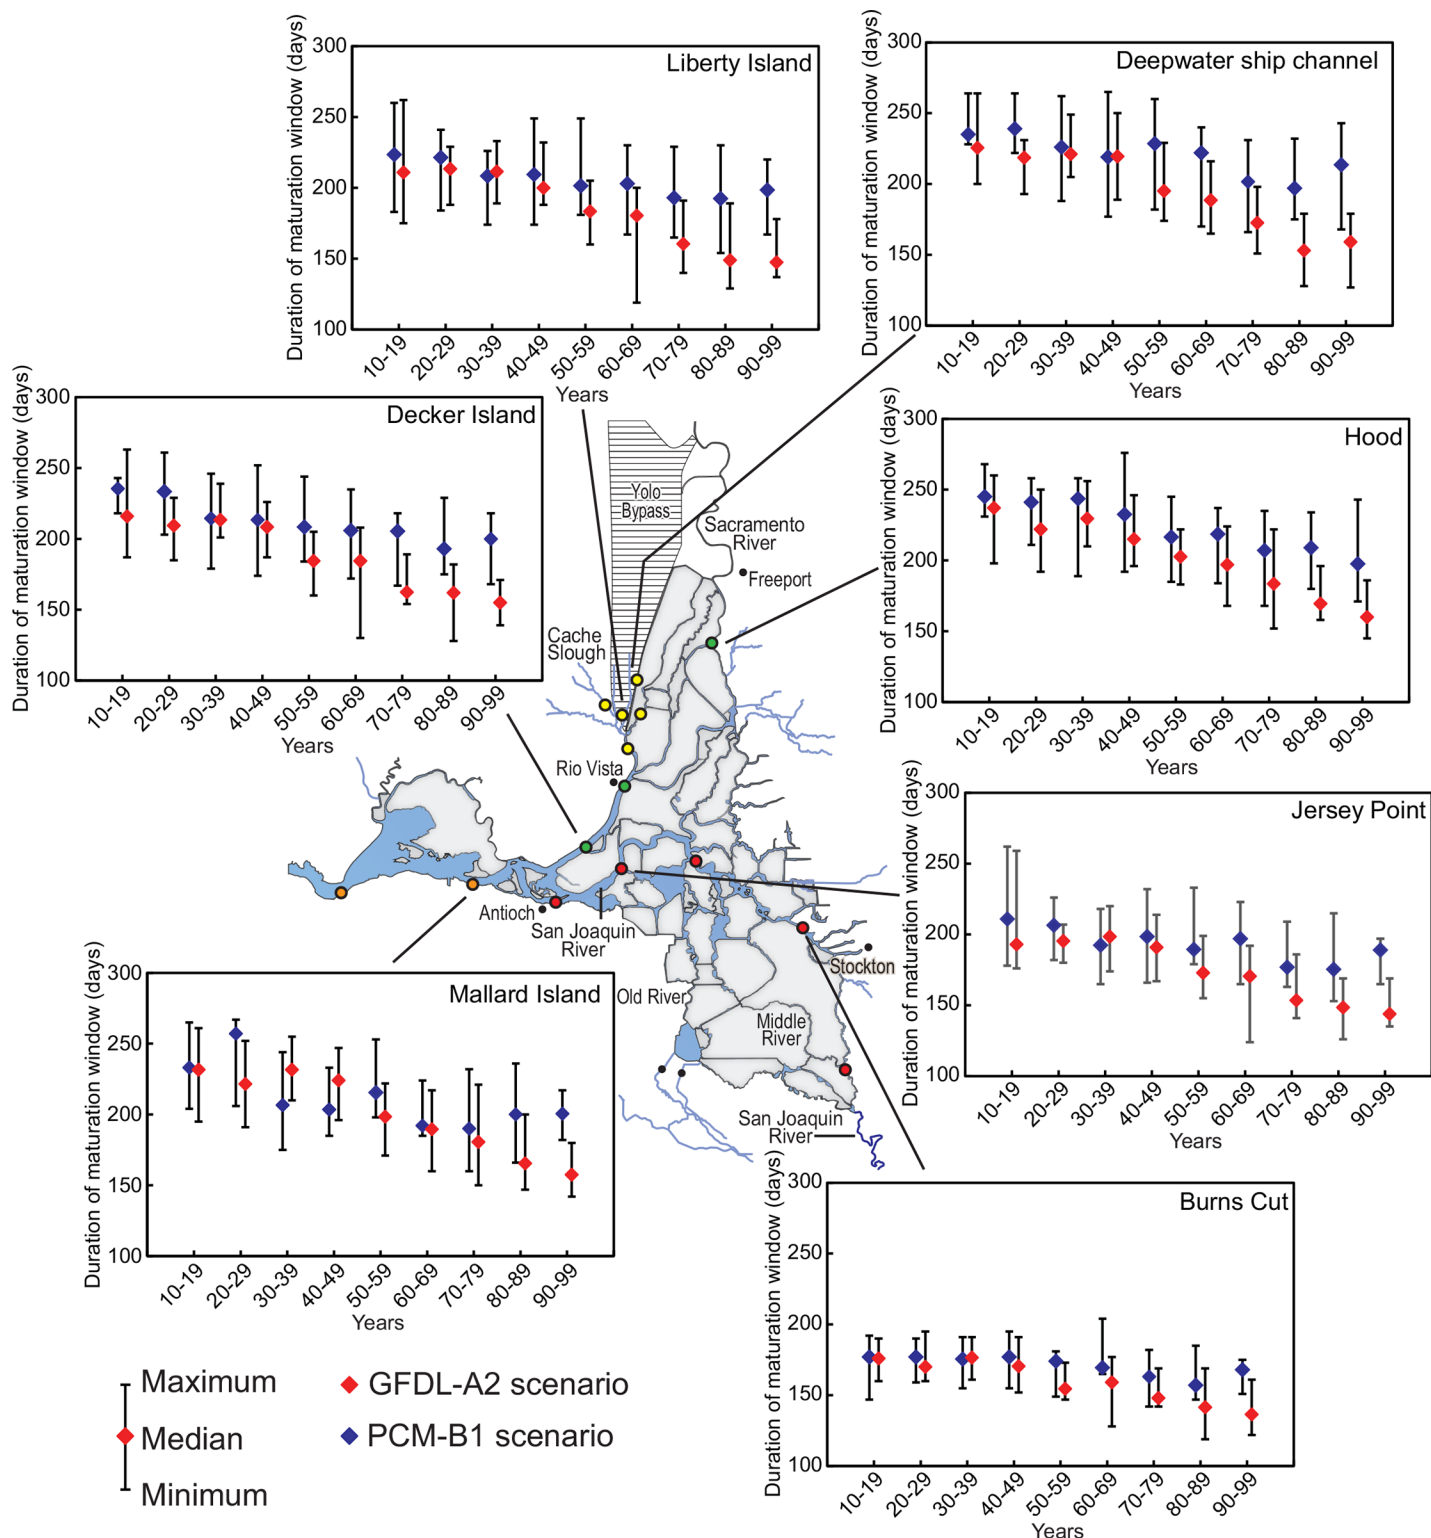 Liberty Island
Duration of maturation window (days)
300
250
200
150
100
10-19
20-29
30-39
40-49
50-59
60-69
70-79
80-89
90-99
Years
Deepwater ship channel
Duration of maturation window (days)
300
250
200
150
100
10-19
20-29
30-39
40-49
50-59
60-69
70-79
80-89
90-99
Years
Decker Island
Duration of maturation window (days)
300
250
200
150
100
10-19
20-29
30-39
40-49
50-59
60-69
70-79
80-89
90-99
Years
Hood
Duration of maturation window (days)
300
250
200
150
100
10-19
20-29
30-39
40-49
50-59
60-69
70-79
80-89
90-99
Years
Yolo
Bypass
Sacramento
River
Freeport
Cache
Slough
Rio Vista
Antioch
San Joaquin
River
Stockton
Old River
Middle
River
San Joaquin
River
Jersey Point
Duration of maturation window (days)
300
250
200
150
100
10-19
20-29
30-39
40-49
50-59
60-69
70-79
80-89
90-99
Years
Mallard Island
Duration of maturation window (days)
300
250
200
150
100
10-19
20-29
30-39
40-49
50-59
60-69
70-79
80-89
90-99
Years
Burns Cut
Duration of maturation window (days)
300
250
200
150
100
10-19
20-29
30-39
40-49
50-59
60-69
70-79
80-89
90-99
Years
Maximum
Median
Minimum
GFDL-A2 scenario
PCM-B1 scenario